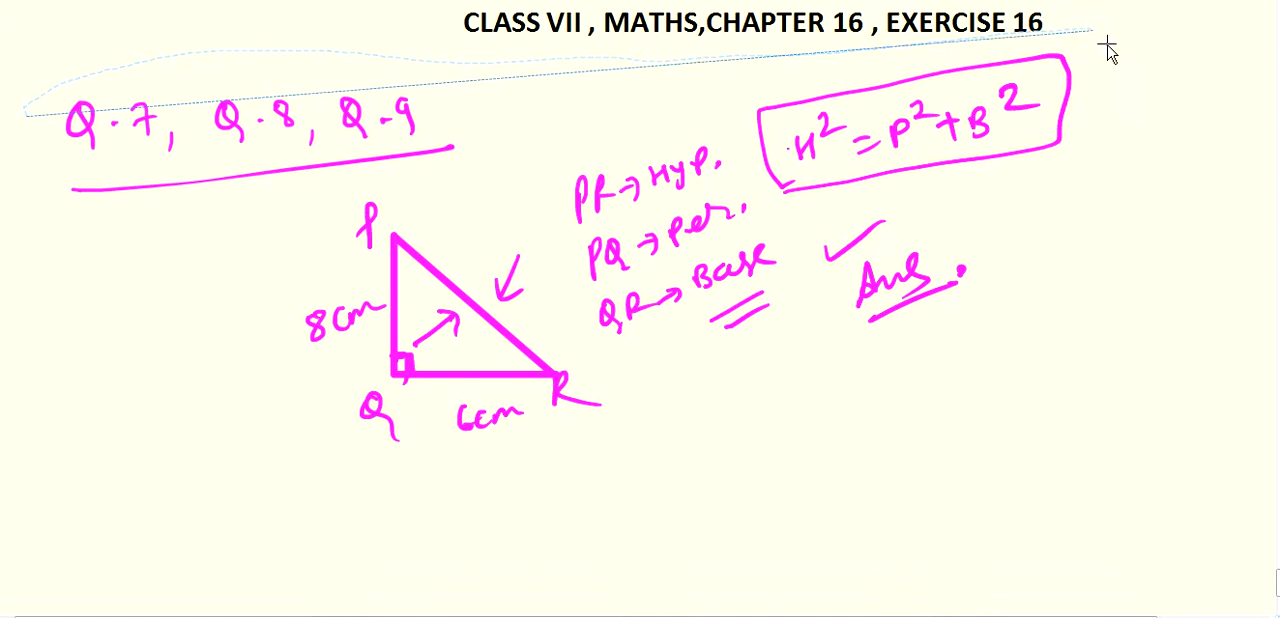 CLASS VII , MATHS,CHAPTER 16 , EXERCISE 16
Q.7, Q.8, Q.9
H² = P² + B²
PR → Hyp.
PQ → Per.
QR → Base
Ans.
P
8cm
Q
6cm
R